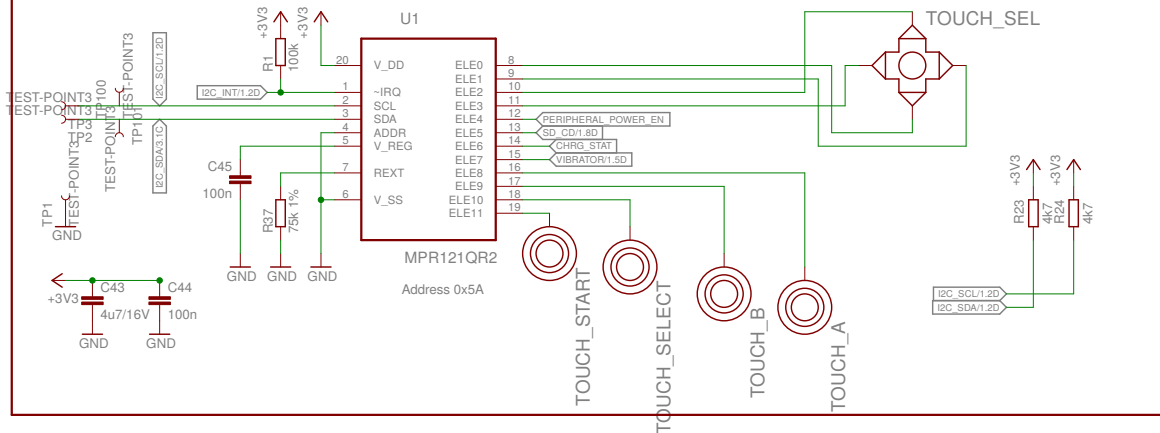 U1
TOUCH_SEL
+3V3
+3V3
R1
100k
I2C_SCL/1.2D
TEST-POINT3
TP100
TEST-POINT3
TEST-POINT3
TP3
TP2
TEST-POINT3
TP101
I2C_SDA/3.1C
TEST-POINT3
TP1
GND
I2C_INT/1.2D
20 V_DD ELE0 8
ELE1 9
1 ~IRQ ELE2 10
2 SCL ELE3 11
3 SDA ELE4 12
4 ADDR ELE5 13
5 V_REG ELE6 14
ELE7 15
7 REXT ELE8 16
ELE9 17
6 V_SS ELE10 18
ELE11 19
PERIPHERAL_POWER_EN
SD_CD/1.8D
CHRG_STAT
VIBRATOR/1.5D
C45
100n
R37
75k 1%
GND
GND
GND
MPR121QR2
Address 0x5A
+3V3
C43
4u7/16V
GND
C44
100n
GND
TOUCH_START
TOUCH_SELECT
TOUCH_B
TOUCH_A
+3V3
+3V3
R23
4k7
R24
4k7
I2C_SCL/1.2D
I2C_SDA/1.2D